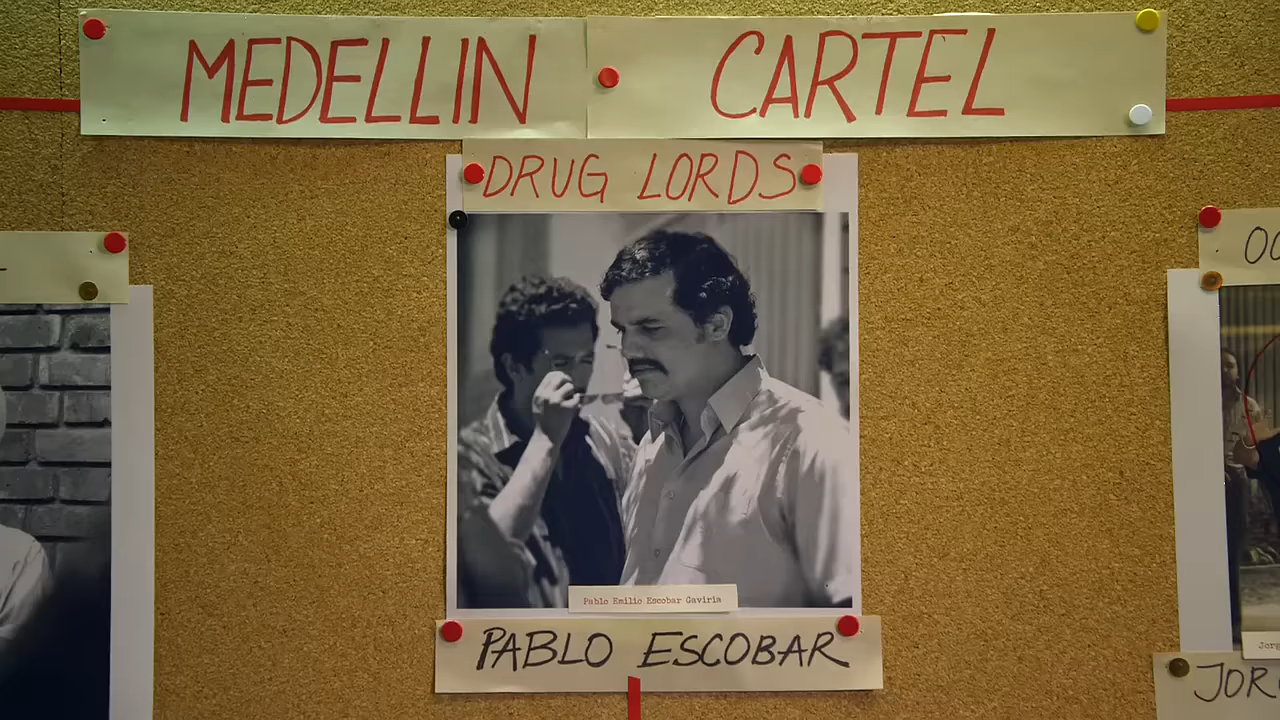 MEDELLIN CARTEL
DRUG LORDS
Pablo Emilio Escobar Gaviria
PABLO ESCOBAR